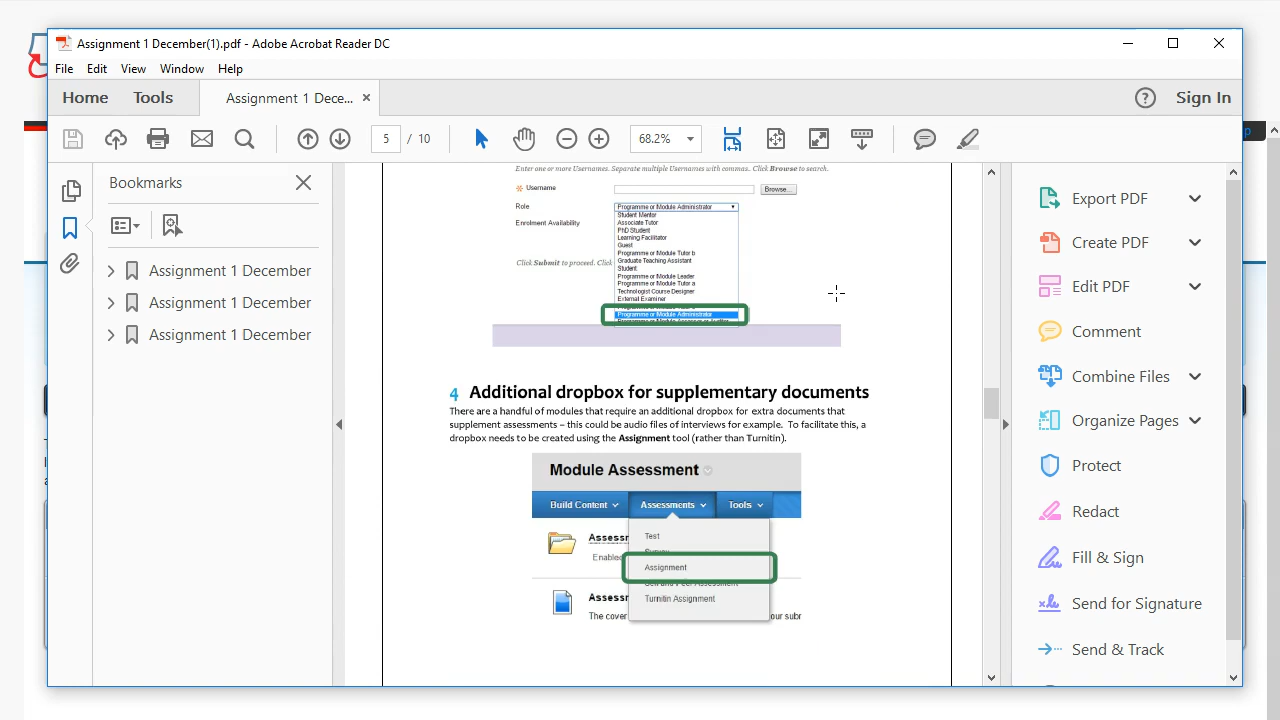 Assignment 1 December(1).pdf - Adobe Acrobat Reader DC
File Edit View Window Help
Home Tools Assignment 1 Dece... × ? Sign In
5 / 10 68.2%
Bookmarks
Assignment 1 December
Assignment 1 December
Assignment 1 December
Enter one or more Usernames. Separate multiple Usernames with commas. Click Browse to search.
Username Browse...
Role Programme or Module Administrator
Enrolment Availability
Student Mentor
Associate Tutor
PhD Student
Learning Facilitator
Guest
Programme or Module Tutor b
Graduate Teaching Assistant
Click Submit to proceed. Click
Student
Programme or Module Leader
Programme or Module Tutor a
Technologist Course Designer
External Examiner
Programme or Module Administrator
4 Additional dropbox for supplementary documents
There are a handful of modules that require an additional dropbox for extra documents that
supplement assessments – this could be audio files of interviews for example. To facilitate this, a
dropbox needs to be created using the Assignment tool (rather than Turnitin).
Module Assessment
Build Content Assessments Tools
Test
Survey
Assessm
Enabled
Assignment
Self and Peer Assessment
Assessm
Turnitin Assignment
The cover our subr
Export PDF
Create PDF
Edit PDF
Comment
Combine Files
Organize Pages
Protect
Redact
Fill & Sign
Send for Signature
Send & Track